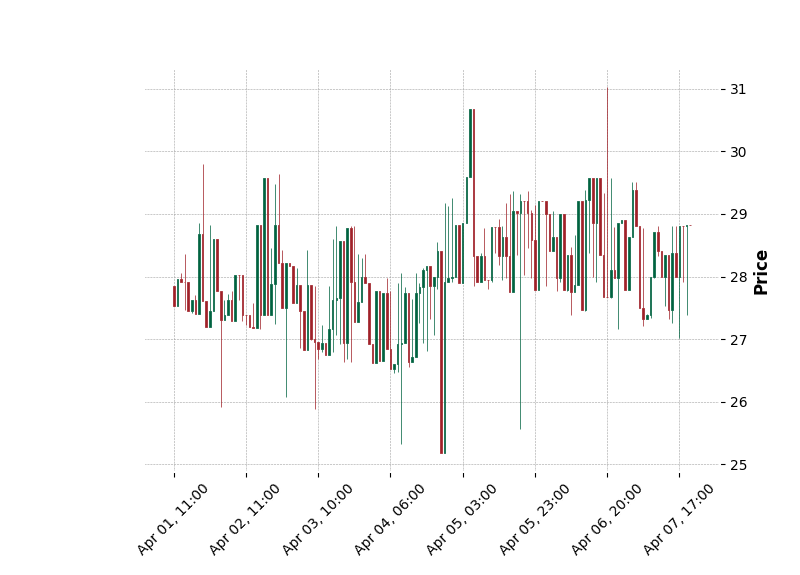 31
30
29
28
27
26
25
Price
Apr 01, 11:00
Apr 02, 11:00
Apr 03, 10:00
Apr 04, 06:00
Apr 05, 03:00
Apr 05, 23:00
Apr 06, 20:00
Apr 07, 17:00